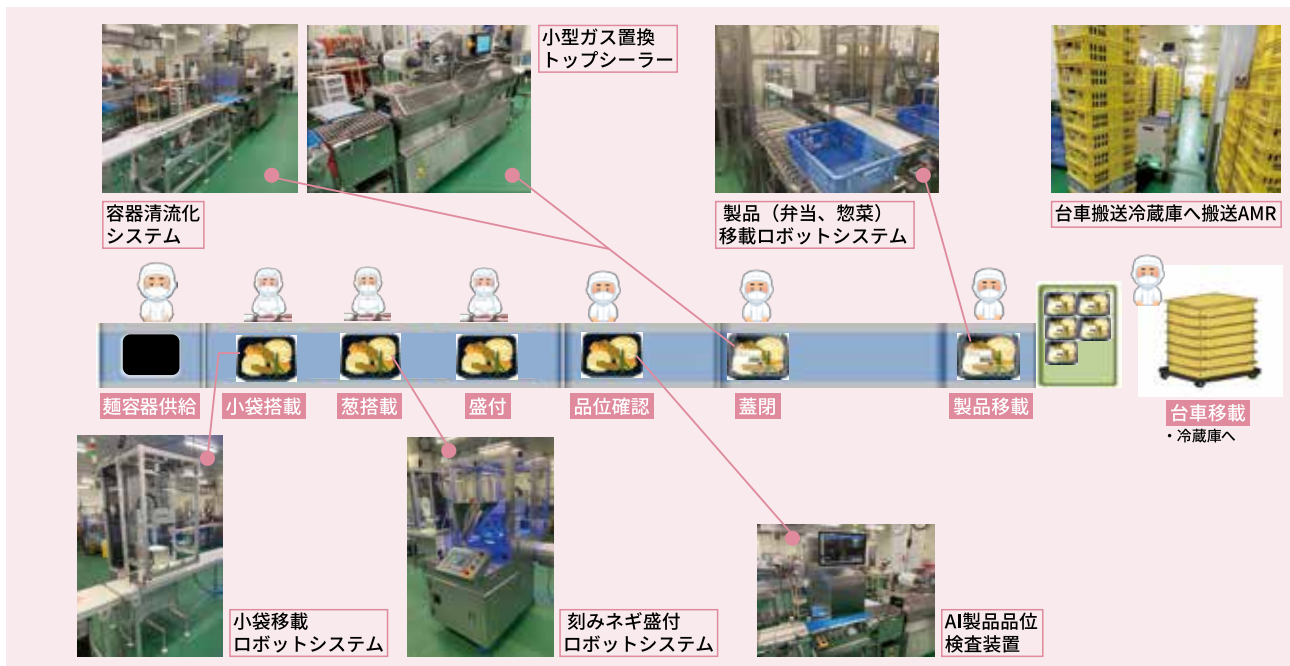 小型ガス置換
トップシーラー
容器清流化
システム
製品（弁当、惣菜）
移載ロボットシステム
台車搬送冷蔵庫へ搬送AMR
麺容器供給
小袋搭載
葱搭載
盛付
品位確認
蓋閉
製品移載
台車移載
・冷蔵庫へ
小袋移載
ロボットシステム
刻みネギ盛付
ロボットシステム
AI製品品位
検査装置